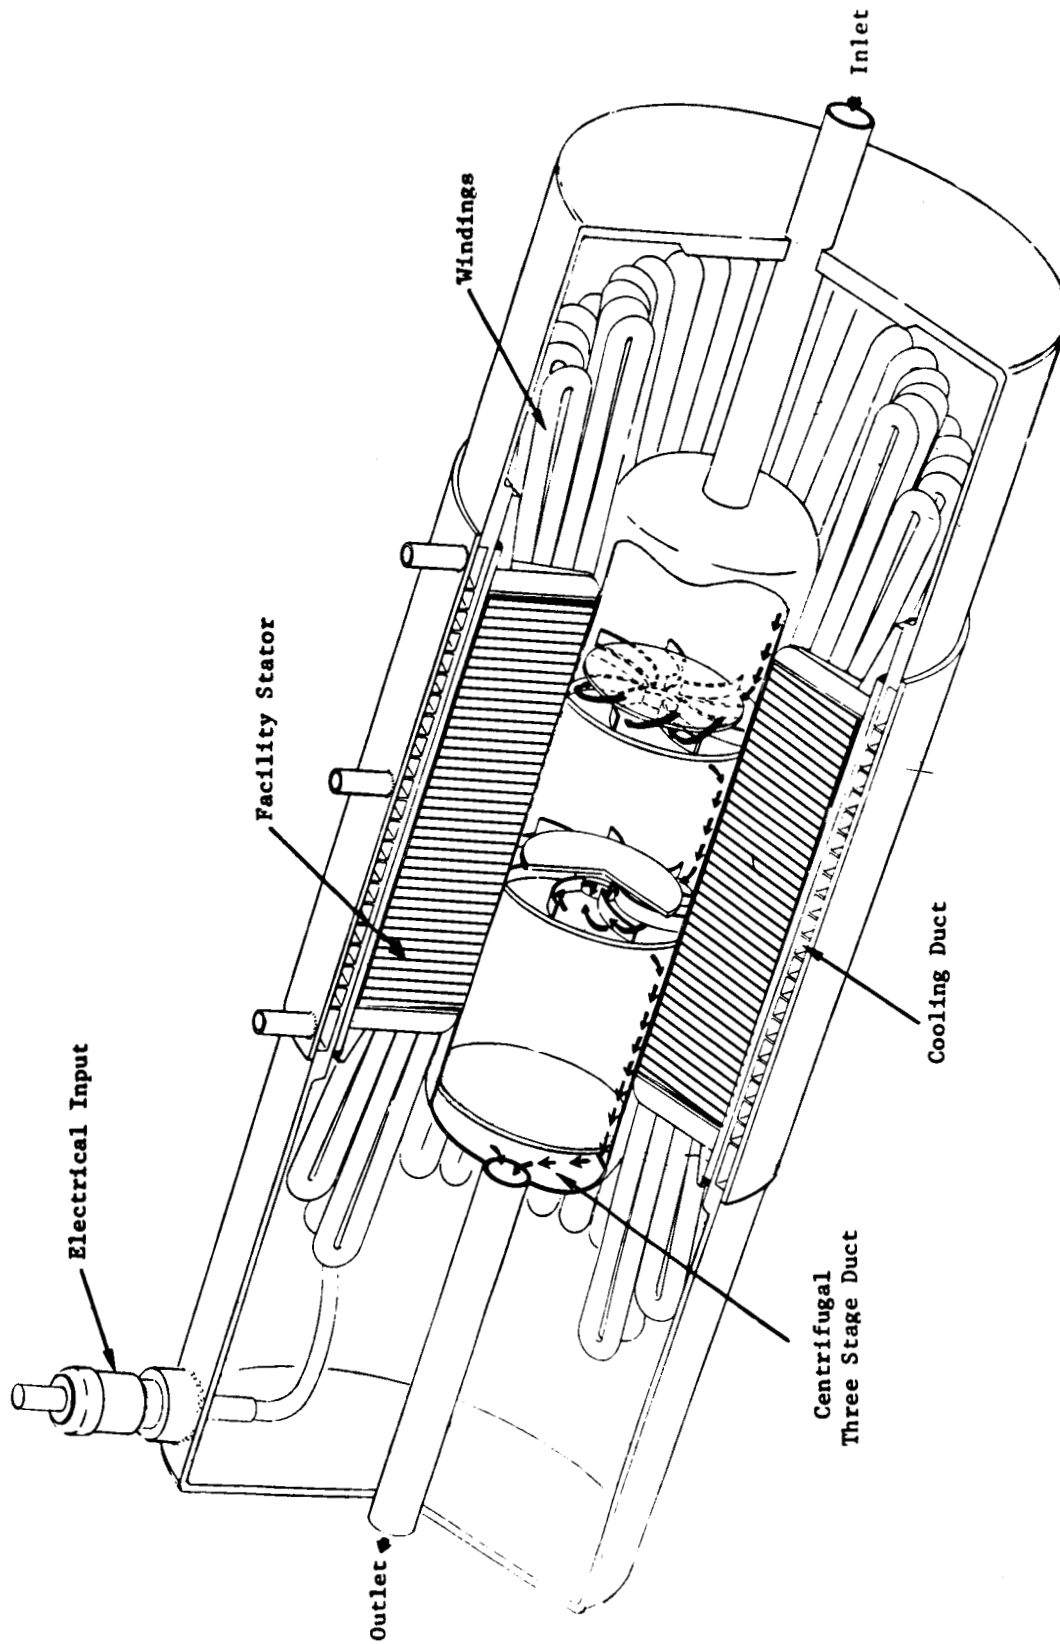 Electrical Input
Facility Stator
Windings
Outlet
Inlet
Centrifugal
Three Stage Duct
Cooling Duct